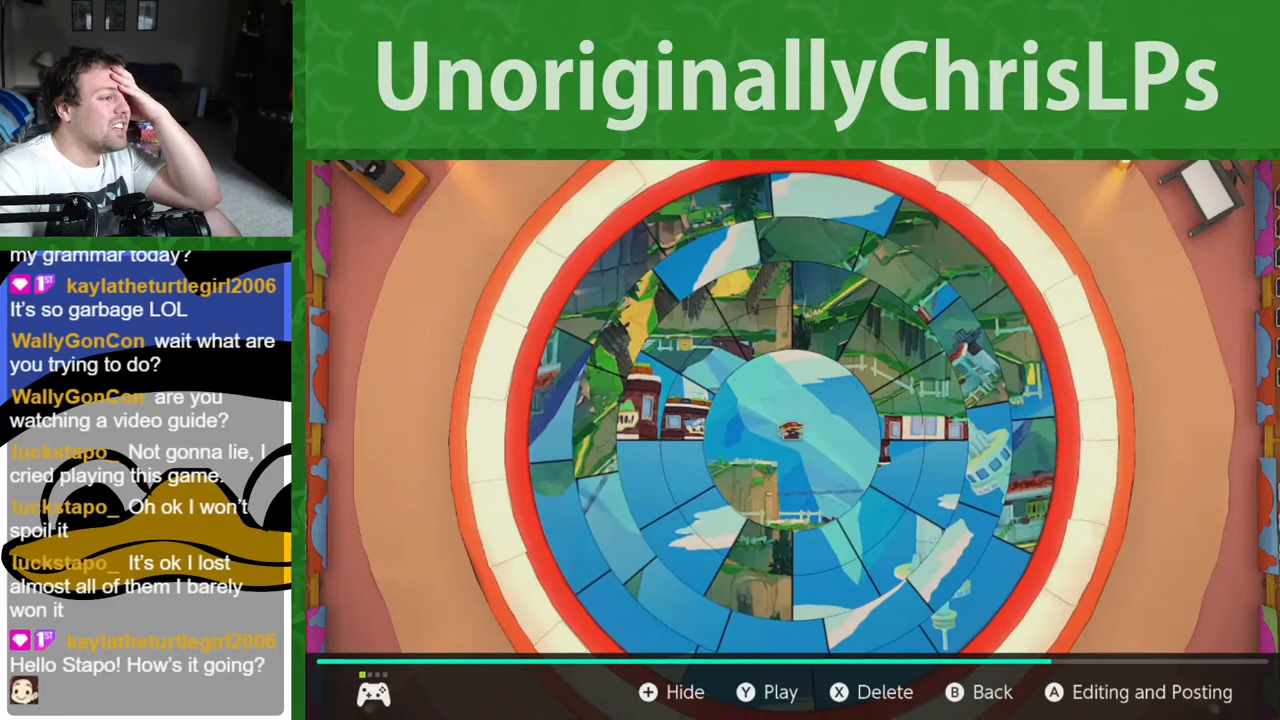 UnoriginallyChrisLPs
my grammar today?
1ST kaylatheturtlegirl2006
It's so garbage LOL
WallyGonCon wait what are
you trying to do?
WallyGonCon are you
watching a video guide?
luckstapo_ Not gonna lie, I
cried playing this game.
luckstapo_ Oh ok I won't
spoil it
luckstapo_ It's ok I lost
almost all of them I barely
won it
1ST kaylatheturtlegirl2006
Hello Stapo! How's it going?
+ Hide Y Play X Delete B Back A Editing and Posting